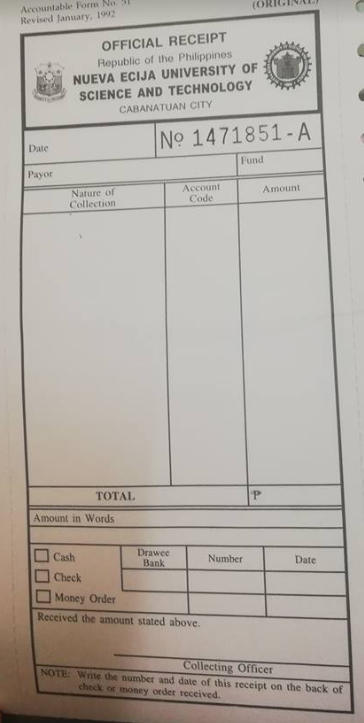 Accountable Form No. 51
Revised January, 1992
(ORIGINAL)
OFFICIAL RECEIPT
Republic of the Philippines
NUEVA ECIJA UNIVERSITY OF
SCIENCE AND TECHNOLOGY
CABANATUAN CITY
Date
Nº 1471851-A
Payor
Fund
Nature of Collection
Account Code
Amount
TOTAL
₱
Amount in Words
Cash
Drawee Bank
Number
Date
Check
Money Order
Received the amount stated above.
Collecting Officer
NOTE: Write the number and date of this receipt on the back of
check or money order received.